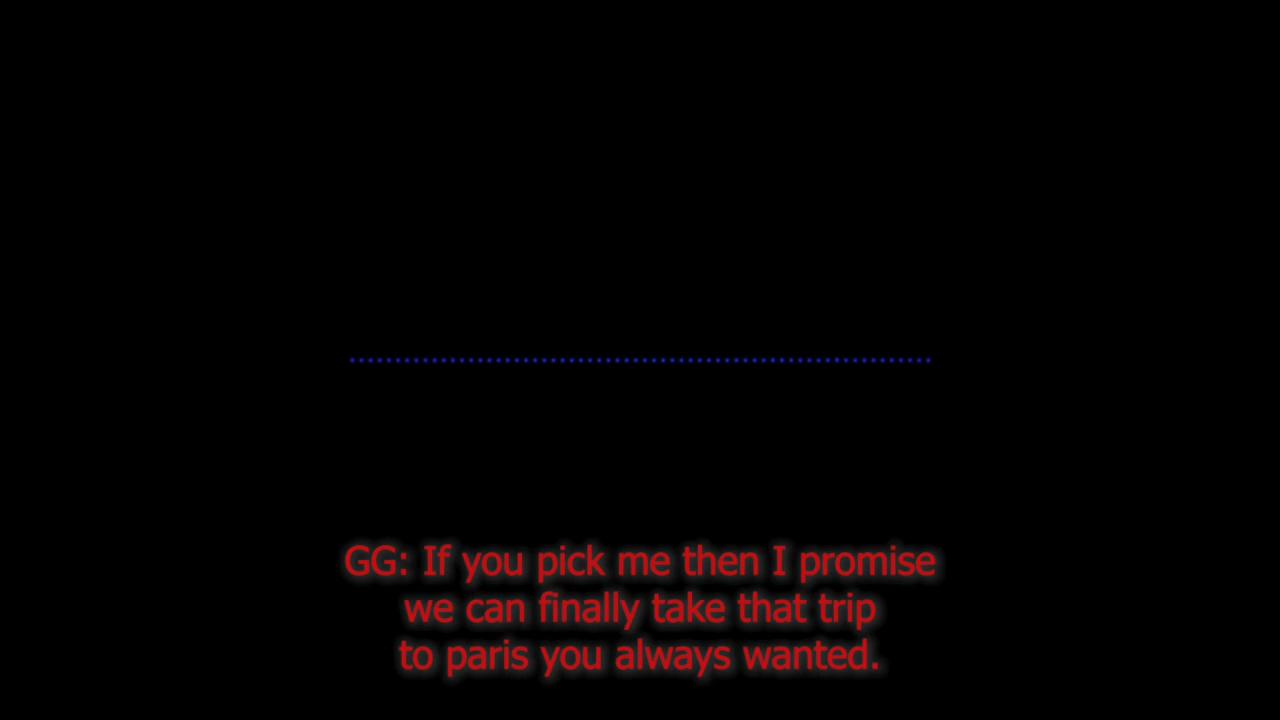 GG: If you pick me then I promise
we can finally take that trip
to paris you always wanted.